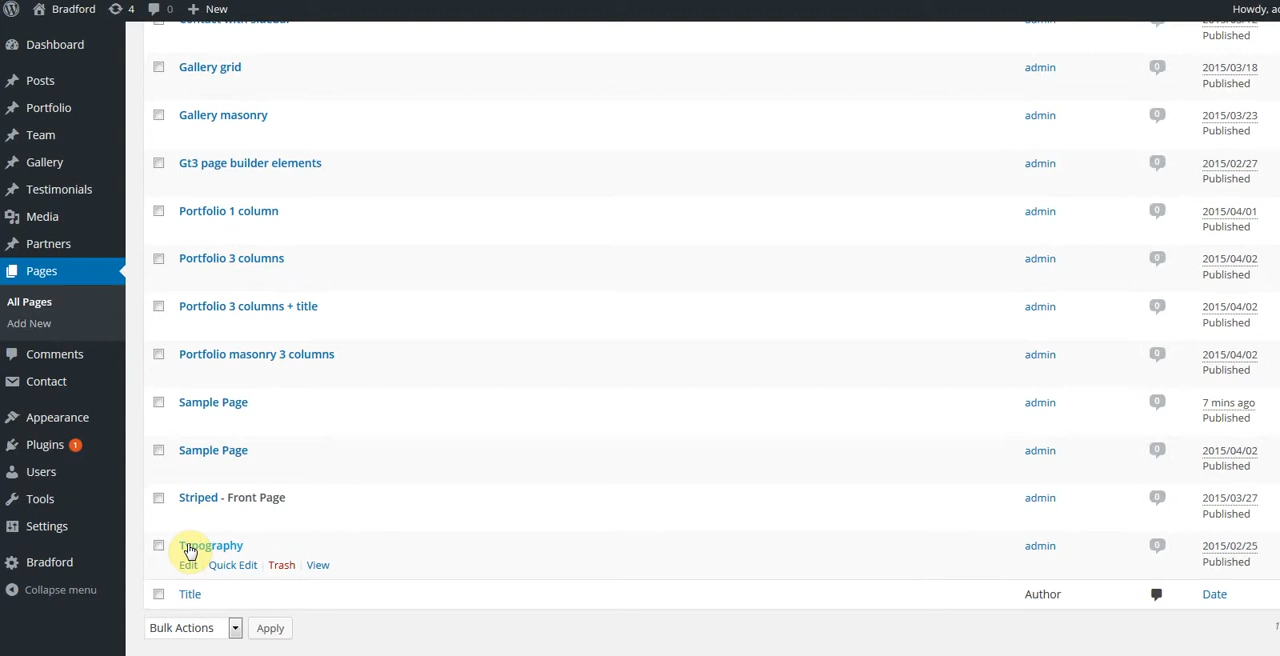 Bradford 4 0 New Howdy, ad
Contact with sidebar 2015/03/12
Published
Dashboard
Posts
Portfolio
Team
Gallery
Testimonials
Media
Partners
Pages
All Pages
Add New
Comments
Contact
Appearance
Plugins 1
Users
Tools
Settings
Bradford
Collapse menu
Gallery grid admin 0 2015/03/18
Published
Gallery masonry admin 0 2015/03/23
Published
Gt3 page builder elements admin 0 2015/02/27
Published
Portfolio 1 column admin 0 2015/04/01
Published
Portfolio 3 columns admin 0 2015/04/02
Published
Portfolio 3 columns + title admin 0 2015/04/02
Published
Portfolio masonry 3 columns admin 0 2015/04/02
Published
Sample Page admin 0 7 mins ago
Published
Sample Page admin 0 2015/04/02
Published
Striped - Front Page admin 0 2015/03/27
Published
Typography admin 0 2015/02/25
Edit | Quick Edit | Trash | View Published
Title Author Date
Bulk Actions Apply